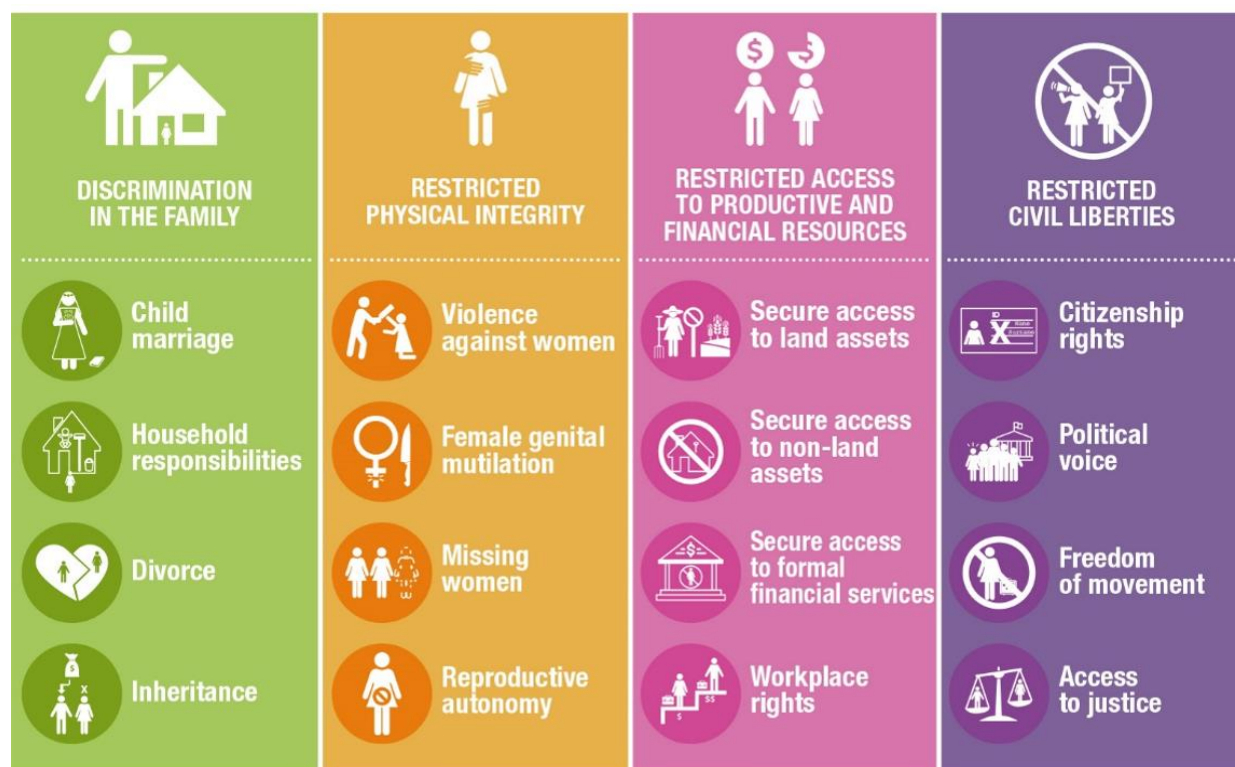 DISCRIMINATION
IN THE FAMILY
Child
marriage
Household
responsibilities
Divorce
Inheritance
RESTRICTED
PHYSICAL INTEGRITY
Violence
against women
Female genital
mutilation
Missing
women
Reproductive
autonomy
$
$
RESTRICTED ACCESS
TO PRODUCTIVE AND
FINANCIAL RESOURCES
Secure access
to land assets
Secure access
to non-land
assets
Secure access
to formal
financial services
Workplace
rights
RESTRICTED
CIVIL LIBERTIES
ID
X
Citizenship
rights
Political
voice
Freedom
of movement
Access
to justice